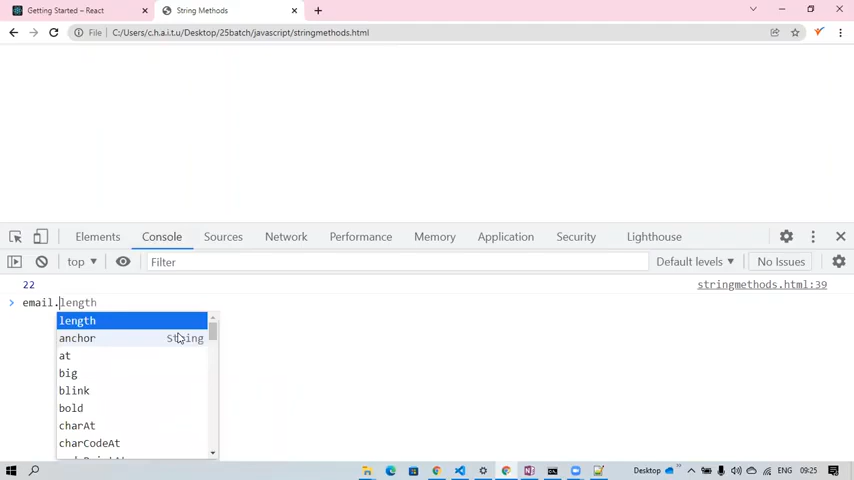 Getting Started – React
String Methods
File
C:/Users/c.h.a.i.t.u/Desktop/25batch/javascript/stringmethods.html
Elements
Console
Sources
Network
Performance
Memory
Application
Security
Lighthouse
top
Filter
Default levels
No Issues
22
stringmethods.html:39
email.length
length
anchor
String
at
big
blink
bold
charAt
charCodeAt
Desktop
ENG
09:25